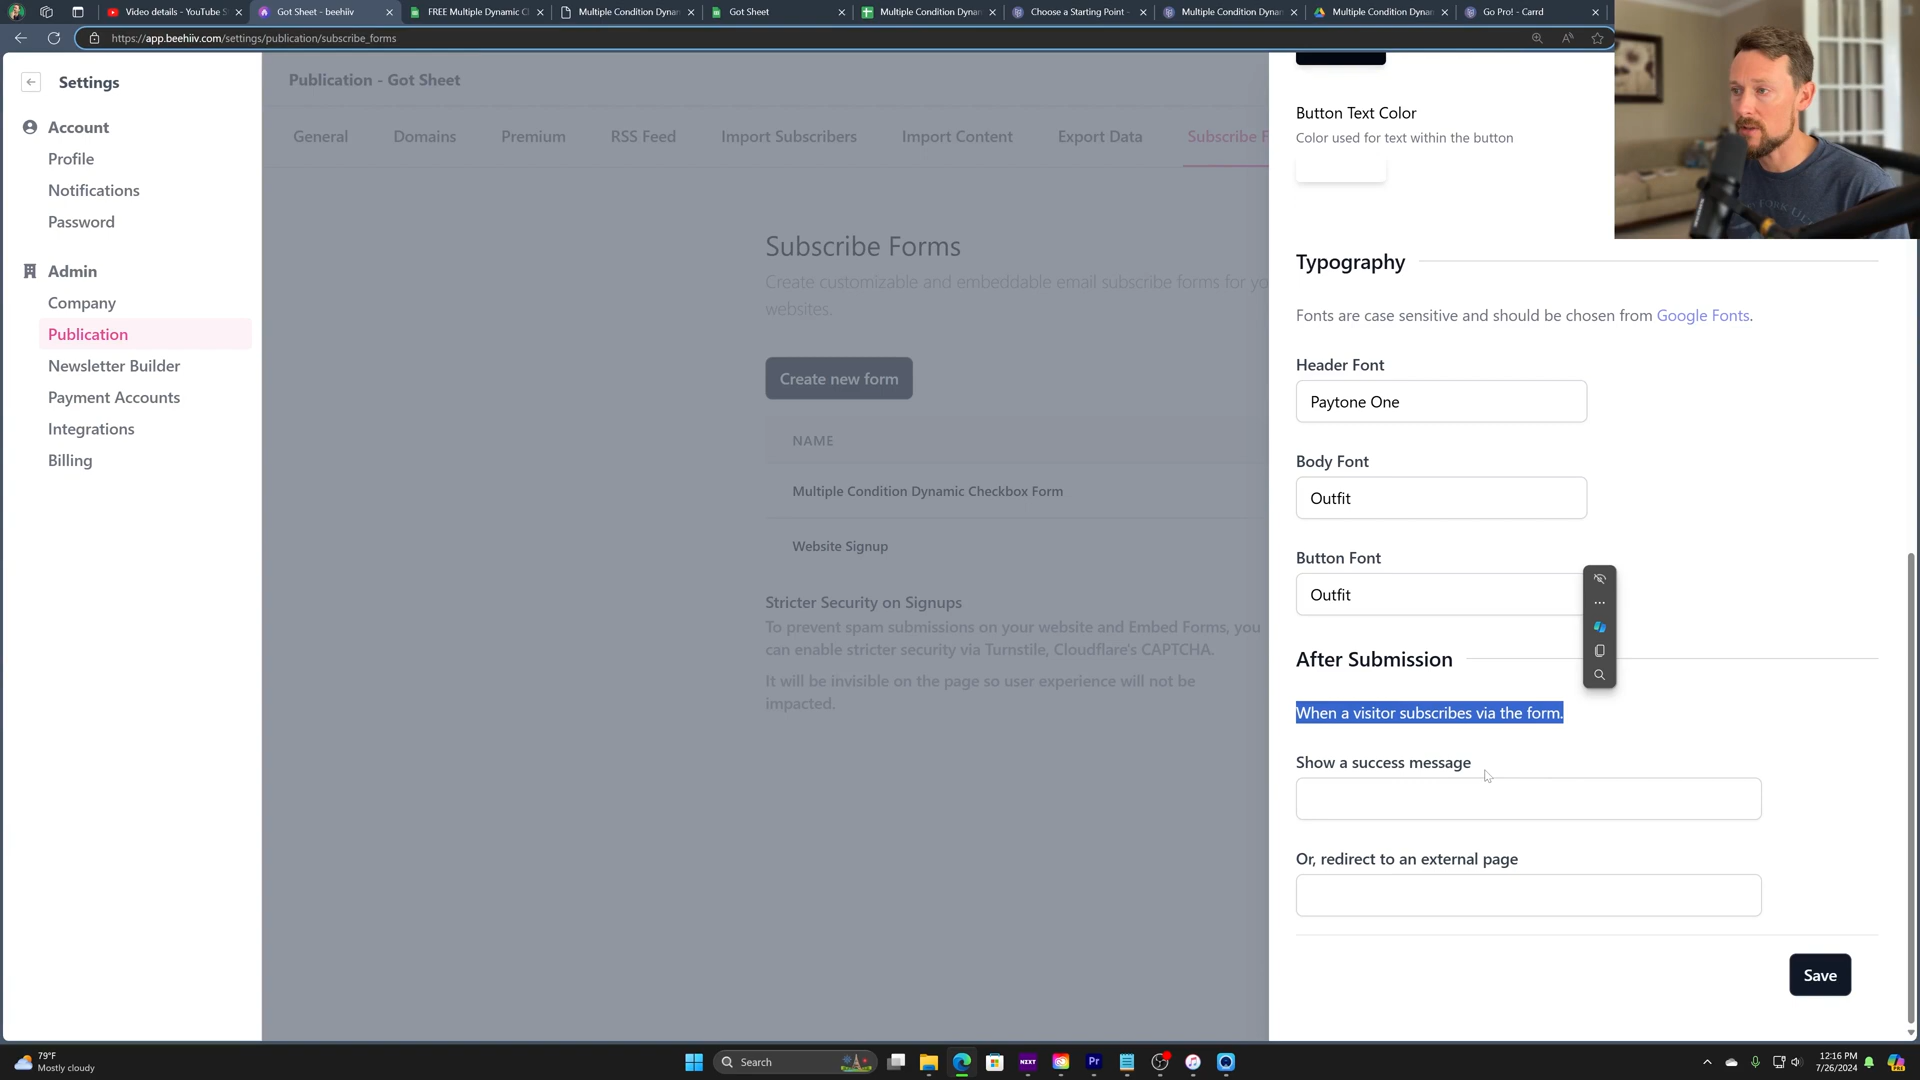 Video details - YouTube S
Got Sheet - beehiiv
FREE Multiple Dynamic C
Multiple Condition Dynam
Got Sheet
Multiple Condition Dynam
Choose a Starting Point -
Multiple Condition Dynam
Multiple Condition Dynam
Go Pro! - Carrd
https://app.beehiiv.com/settings/publication/subscribe_forms
Settings
Account
Profile
Notifications
Password
Admin
Company
Publication
Newsletter Builder
Payment Accounts
Integrations
Billing
Publication - Got Sheet
General
Domains
Premium
RSS Feed
Import Subscribers
Import Content
Export Data
Subscribe F
Subscribe Forms
Create customizable and embeddable email subscribe forms for yo
websites.
Create new form
NAME
Multiple Condition Dynamic Checkbox Form
Website Signup
Stricter Security on Signups
To prevent spam submissions on your website and Embed Forms, you
can enable stricter security via Turnstile, Cloudflare's CAPTCHA.
It will be invisible on the page so user experience will not be
impacted.
Button Text Color
Color used for text within the button
Typography
Fonts are case sensitive and should be chosen from Google Fonts.
Header Font
Paytone One
Body Font
Outfit
Button Font
Outfit
After Submission
When a visitor subscribes via the form.
Show a success message
Or, redirect to an external page
Save
79°F
Mostly cloudy
Search
NZXT
Pr
12:16 PM
7/26/2024